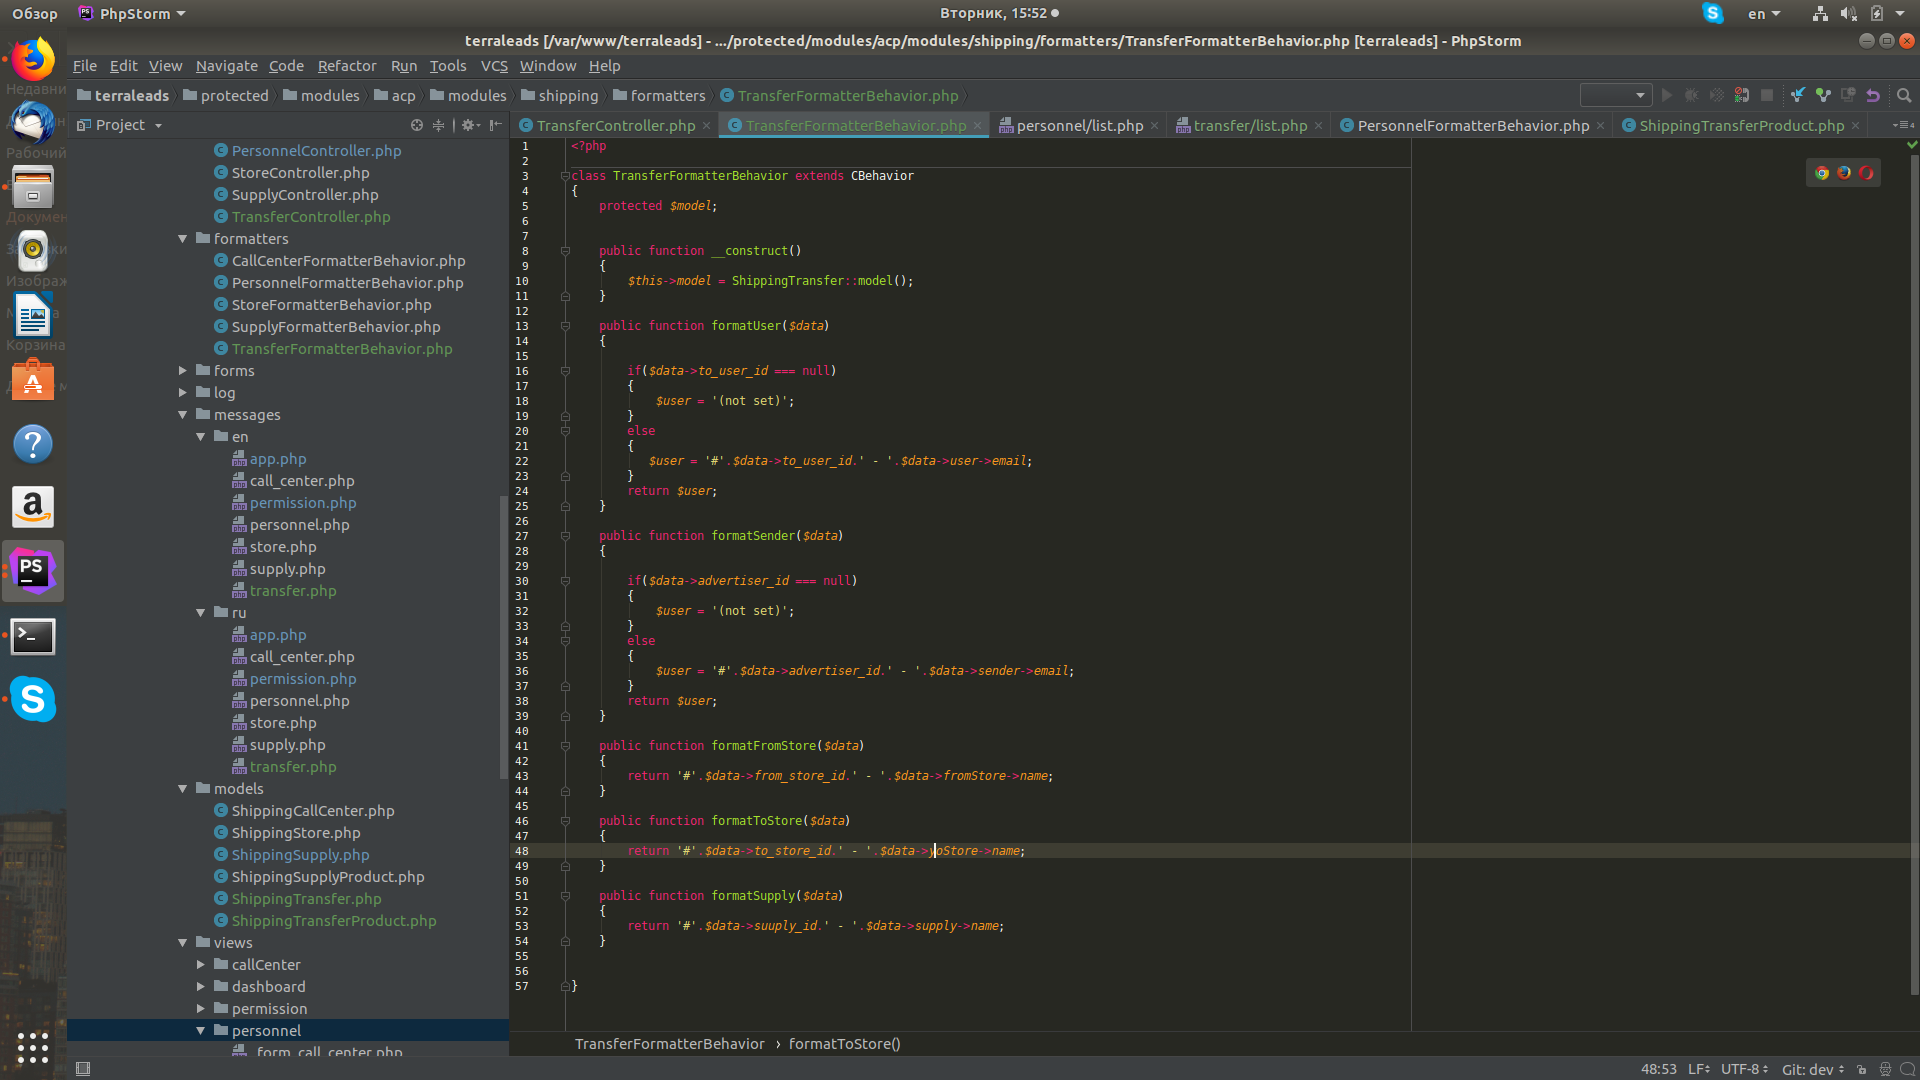 Обзор
PhpStorm
Вторник, 15:52
en
terraleads [/var/www/terraleads] - .../protected/modules/acp/modules/shipping/formatters/TransferFormatterBehavior.php [terraleads] - PhpStorm
File Edit View Navigate Code Refactor Run Tools VCS Window Help
terraleads protected modules acp modules shipping formatters TransferFormatterBehavior.php
Project
TransferController.php TransferFormatterBehavior.php personnel/list.php transfer/list.php PersonnelFormatterBehavior.php ShippingTransferProduct.php
PersonnelController.php
StoreController.php
SupplyController.php
TransferController.php
formatters
CallCenterFormatterBehavior.php
PersonnelFormatterBehavior.php
StoreFormatterBehavior.php
SupplyFormatterBehavior.php
TransferFormatterBehavior.php
forms
log
messages
en
app.php
call_center.php
permission.php
personnel.php
store.php
supply.php
transfer.php
ru
app.php
call_center.php
permission.php
personnel.php
store.php
supply.php
transfer.php
models
ShippingCallCenter.php
ShippingStore.php
ShippingSupply.php
ShippingSupplyProduct.php
ShippingTransfer.php
ShippingTransferProduct.php
views
callCenter
dashboard
permission
personnel
_form_call_center.php
1 <?php
2
3 class TransferFormatterBehavior extends CBehavior
4 {
5 protected $model;
6
7
8 public function __construct()
9 {
10 $this->model = ShippingTransfer::model();
11 }
12
13 public function formatUser($data)
14 {
15
16 if($data->to_user_id === null)
17 {
18 $user = '(not set)';
19 }
20 else
21 {
22 $user = '#'.$data->to_user_id.' - '.$data->user->email;
23 }
24 return $user;
25 }
26
27 public function formatSender($data)
28 {
29
30 if($data->advertiser_id === null)
31 {
32 $user = '(not set)';
33 }
34 else
35 {
36 $user = '#'.$data->advertiser_id.' - '.$data->sender->email;
37 }
38 return $user;
39 }
40
41 public function formatFromStore($data)
42 {
43 return '#'.$data->from_store_id.' - '.$data->fromStore->name;
44 }
45
46 public function formatToStore($data)
47 {
48 return '#'.$data->to_store_id.' - '.$data->yoStore->name;
49 }
50
51 public function formatSupply($data)
52 {
53 return '#'.$data->suuply_id.' - '.$data->supply->name;
54 }
55
56
57 }
TransferFormatterBehavior › formatToStore()
48:53 LF UTF-8 Git: dev
Недавни
Рабочий
Докумен
Изображ
Корзина